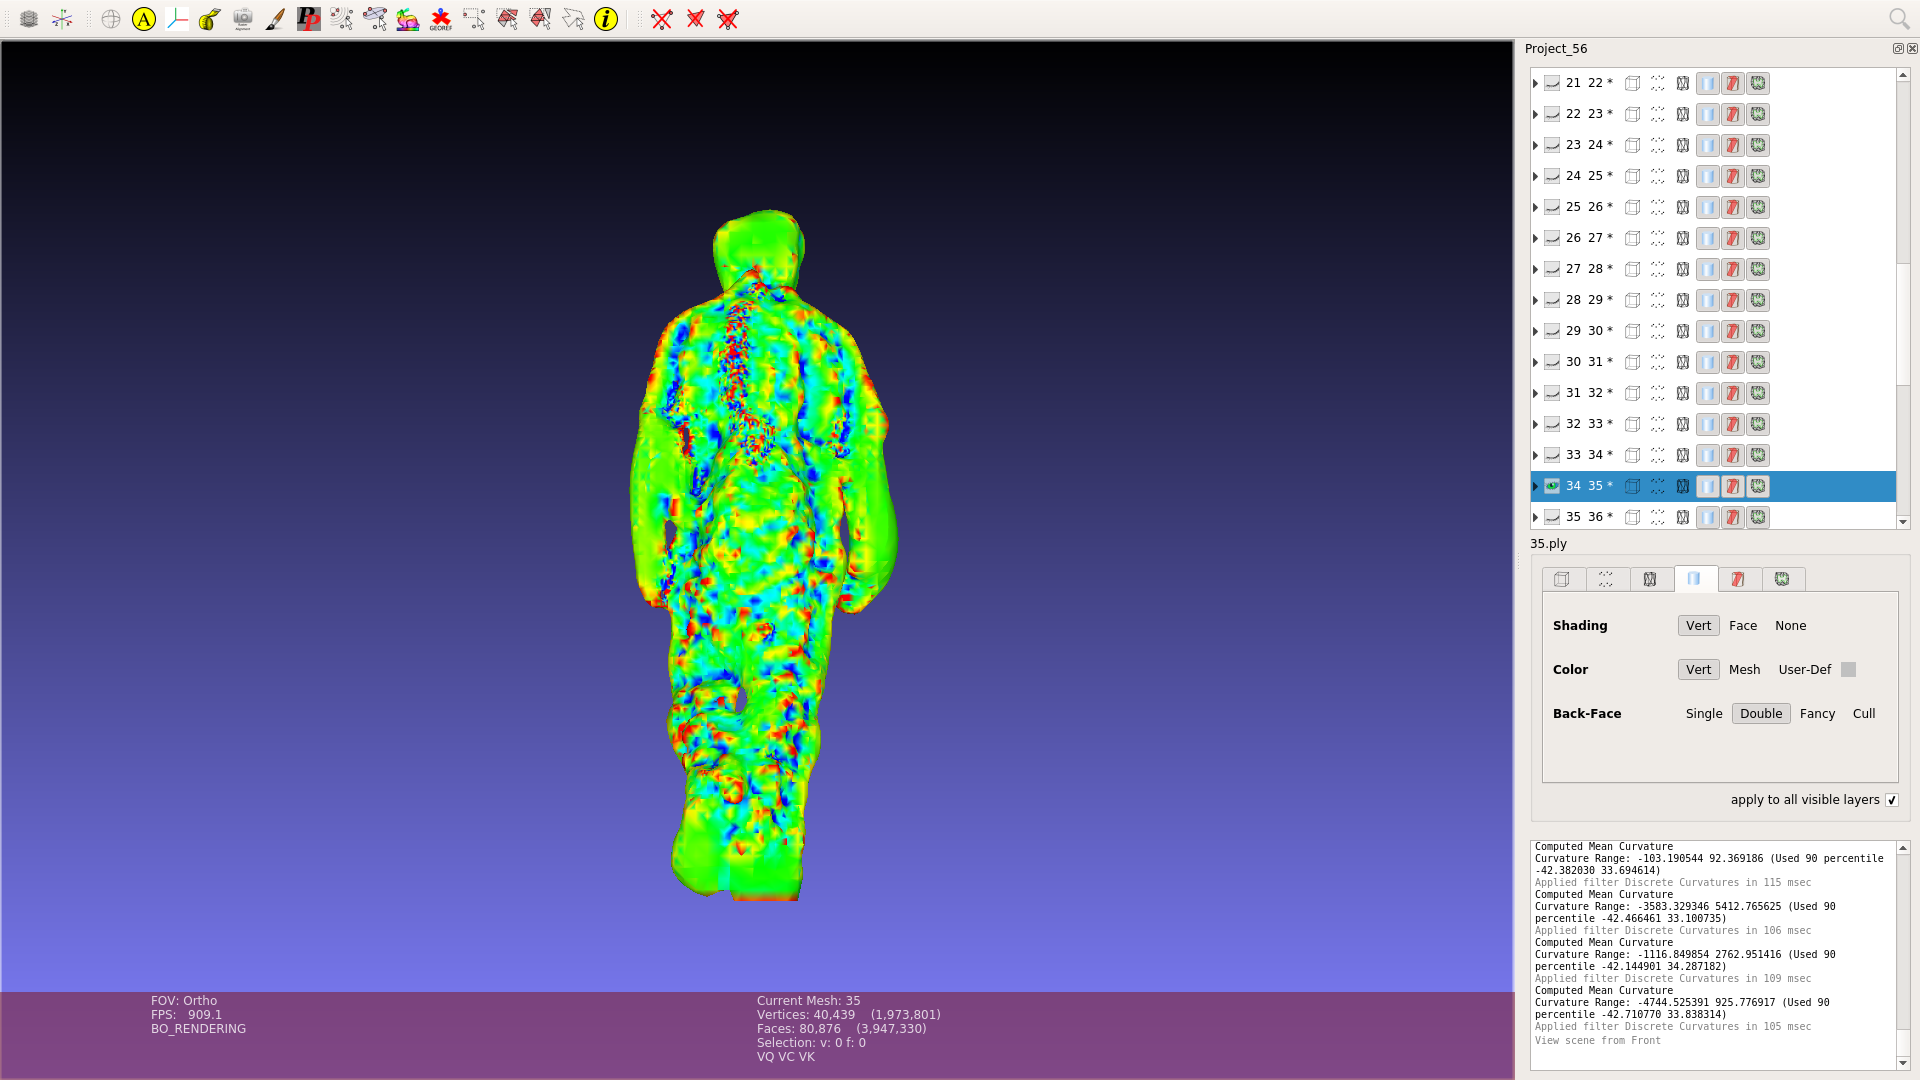 A
PP
GEOREF
i
Project_56
21 22 *
22 23 *
23 24 *
24 25 *
25 26 *
26 27 *
27 28 *
28 29 *
29 30 *
30 31 *
31 32 *
32 33 *
33 34 *
34 35 *
35 36 *
35.ply
Shading Vert Face None
Color Vert Mesh User-Def
Back-Face Single Double Fancy Cull
apply to all visible layers
Computed Mean Curvature
Curvature Range: -103.190544 92.369186 (Used 90 percentile
-42.382030 33.694614)
Applied filter Discrete Curvatures in 115 msec
Computed Mean Curvature
Curvature Range: -3583.329346 5412.765625 (Used 90
percentile -42.466461 33.100735)
Applied filter Discrete Curvatures in 106 msec
Computed Mean Curvature
Curvature Range: -1116.849854 2762.951416 (Used 90
percentile -42.144901 34.287182)
Applied filter Discrete Curvatures in 109 msec
Computed Mean Curvature
Curvature Range: -4744.525391 925.776917 (Used 90
percentile -42.710770 33.838314)
Applied filter Discrete Curvatures in 105 msec
View scene from Front
FOV: Ortho
FPS: 909.1
BO_RENDERING
Current Mesh: 35
Vertices: 40,439 (1,973,801)
Faces: 80,876 (3,947,330)
Selection: v: 0 f: 0
VQ VC VK